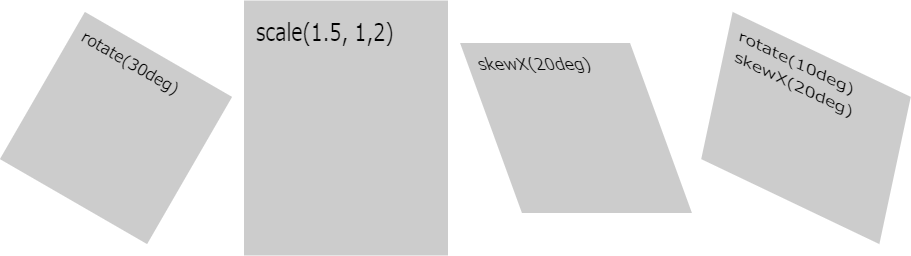 rotate(30deg)
scale(1.5, 1,2)
skewX(20deg)
rotate(10deg)
skewX(20deg)